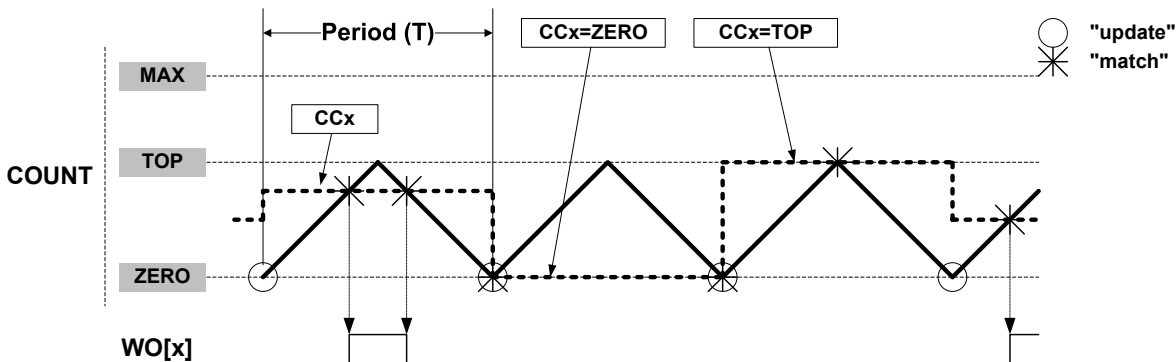 Period (T)
CCx=ZERO
CCx=TOP
"update"
"match"
MAX
CCx
TOP
COUNT
ZERO
WO[x]